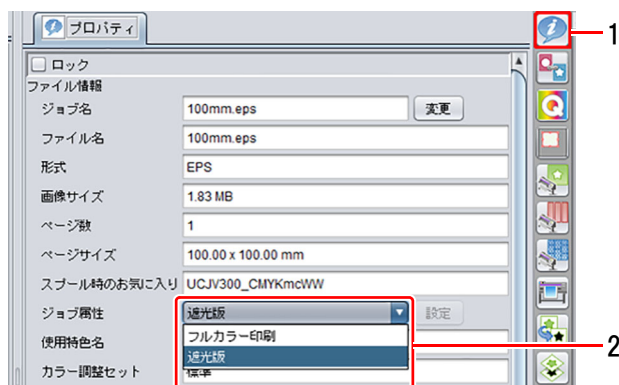 プロパティ
1
ロック
ファイル情報
ジョブ名 100mm.eps 変更
ファイル名 100mm.eps
形式 EPS
画像サイズ 1.83 MB
ページ数 1
ページサイズ 100.00 x 100.00 mm
スプール時のお気に入り UCJV300_CMYKmcWW
ジョブ属性 遮光版 設定
使用特色名 フルカラー印刷
2
遮光版
カラー調整セット 標準